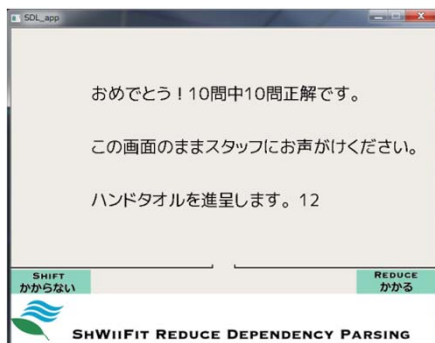 SDL_app
おめでとう！10問中10問正解です。
この画面のままスタッフにお声がけください。
ハンドタオルを進呈します。12
SHIFT
かからない
REDUCE
かかる
SHWIIFIT REDUCE DEPENDENCY PARSING